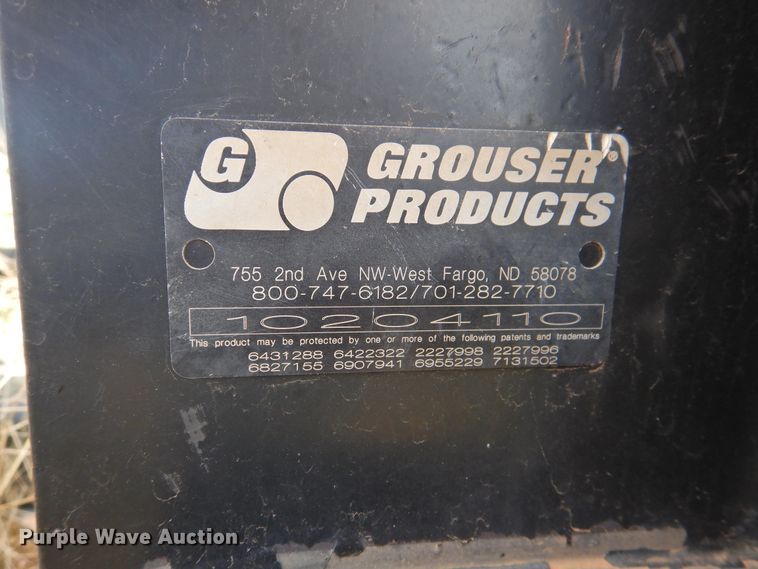 G
GROUSER®
PRODUCTS
755 2nd Ave NW-West Fargo, ND 58078
800-747-6182/701-282-7710
10204110
This product may be protected by one or more of the following patents and trademarks
6431288 6422322 2227998 2227996
6827155 6907941 6955229 7131502
Purple Wave Auction.com